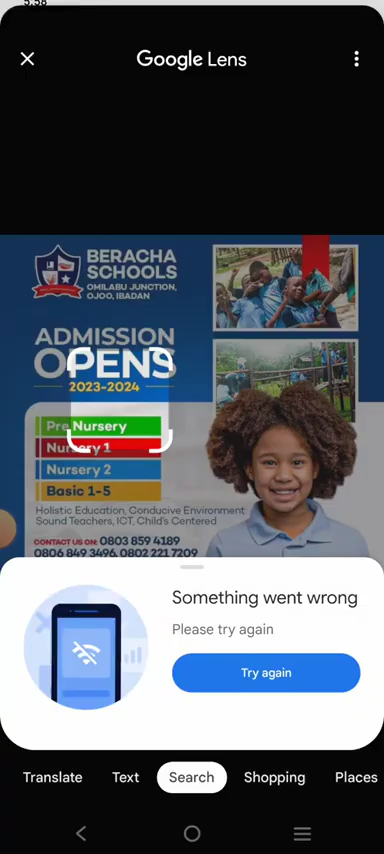 5:58
Google Lens
BERACHA
SCHOOLS
OMILABU JUNCTION,
OJOO, IBADAN
ADMISSION
OPENS
2023-2024
Pre Nursery
Nursery 1
Nursery 2
Basic 1-5
Holistic Education, Conducive Environment
Sound Teachers, ICT, Child's Centered
CONTACT US ON: 0803 859 4189
0806 849 3496, 0802 221 7209
Something went wrong
Please try again
Try again
Translate Text Search Shopping Places